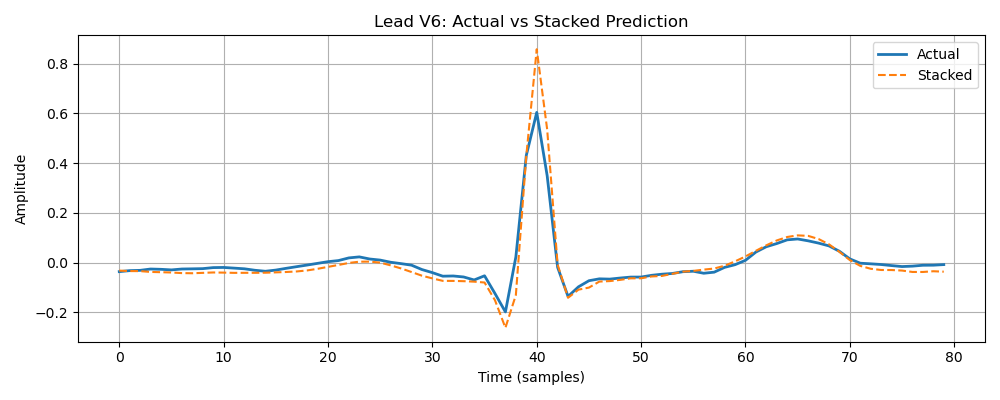 Lead V6: Actual vs Stacked Prediction
Actual
Stacked
Amplitude
0.8
0.6
0.4
0.2
0.0
−0.2
0 10 20 30 40 50 60 70 80
Time (samples)